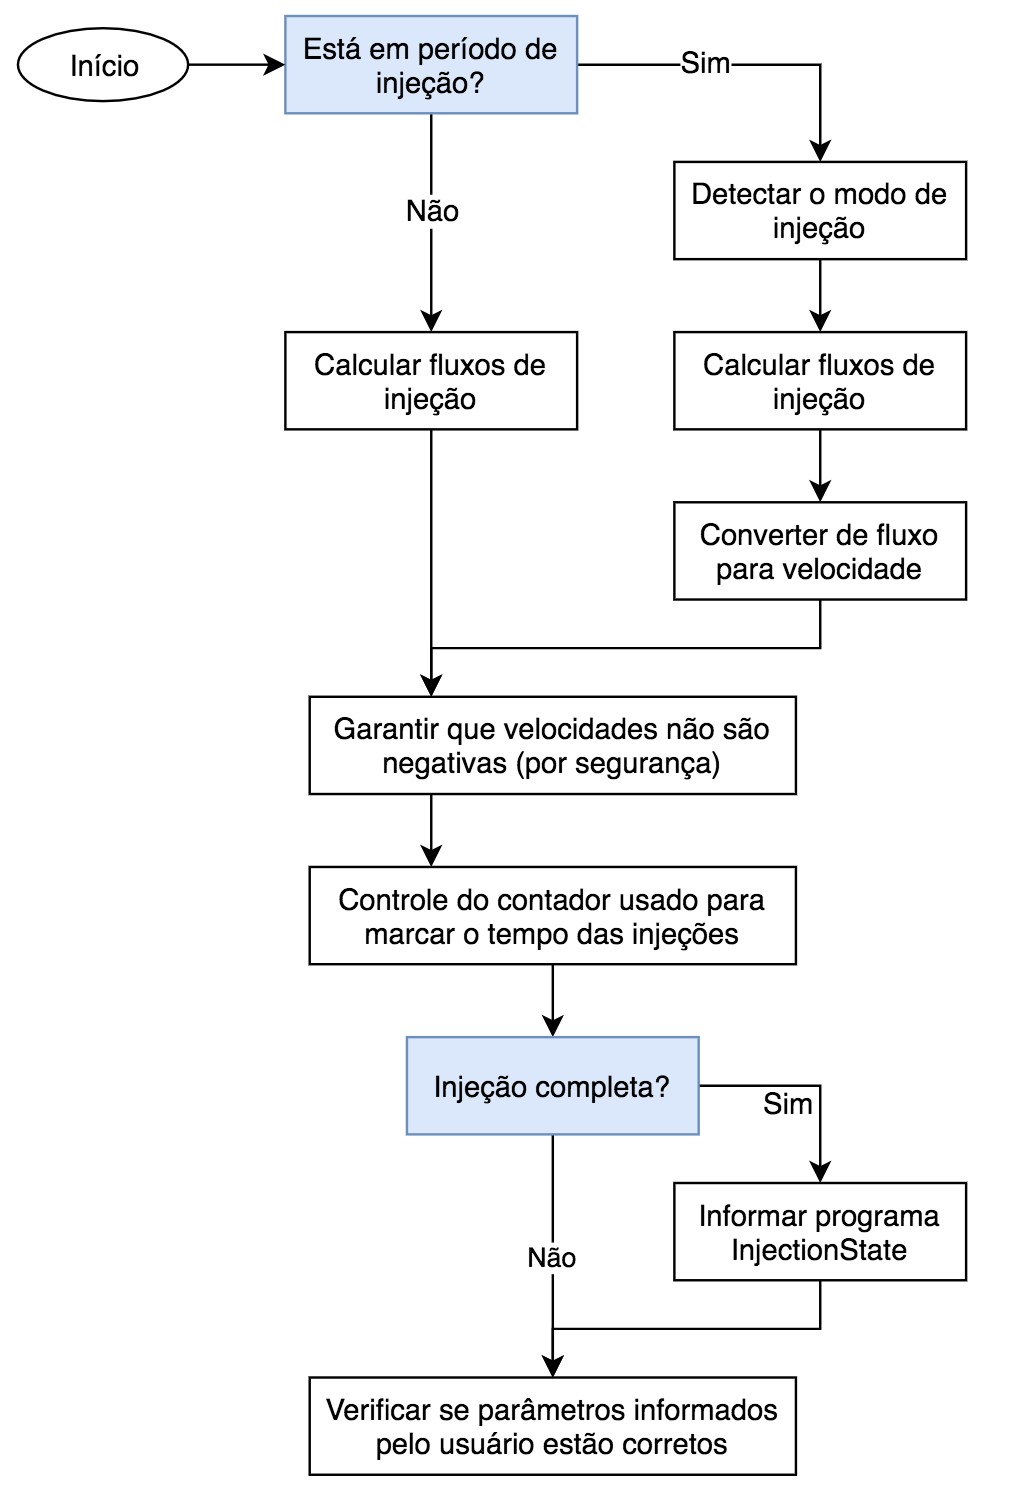 Início
Está em período de
injeção?
Sim
Detectar o modo de
injeção
Não
Calcular fluxos de
injeção
Calcular fluxos de
injeção
Converter de fluxo
para velocidade
Garantir que velocidades não são
negativas (por segurança)
Controle do contador usado para
marcar o tempo das injeções
Injeção completa?
Sim
Informar programa
InjectionState
Não
Verificar se parâmetros informados
pelo usuário estão corretos